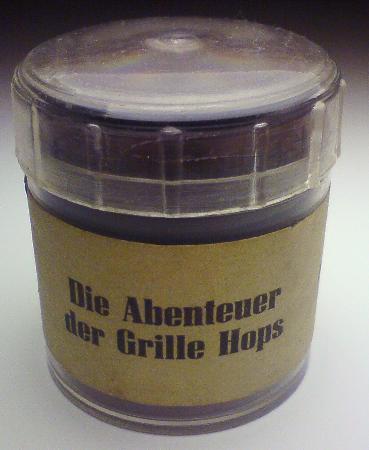 Die Abenteuer
der Grille Hops